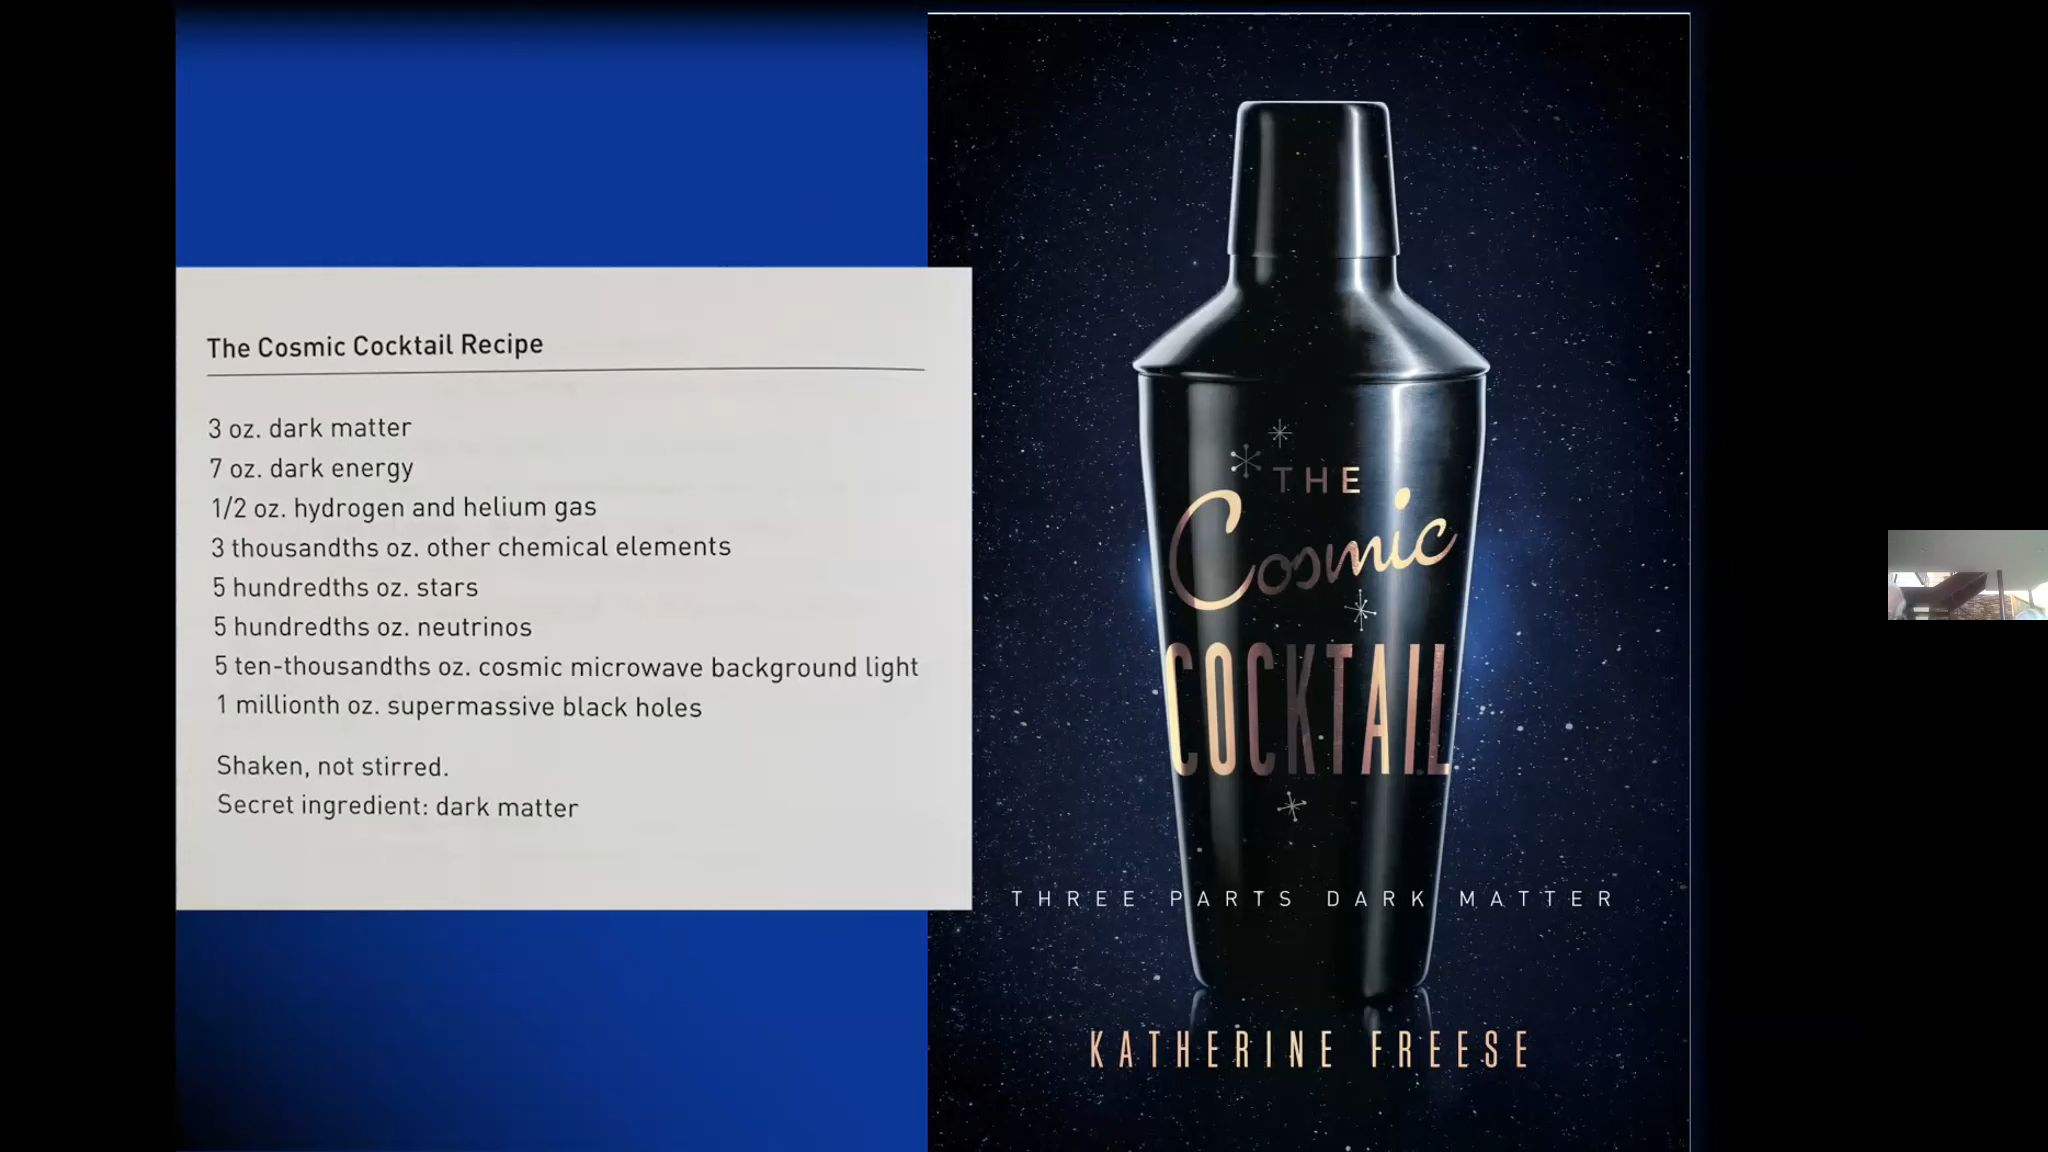 The Cosmic Cocktail Recipe
3 oz. dark matter
7 oz. dark energy
1/2 oz. hydrogen and helium gas
3 thousandths oz. other chemical elements
5 hundredths oz. stars
5 hundredths oz. neutrinos
5 ten-thousandths oz. cosmic microwave background light
1 millionth oz. supermassive black holes
Shaken, not stirred.
Secret ingredient: dark matter
THE
Cosmic
COCKTAIL
THREE PARTS DARK MATTER
KATHERINE FREESE